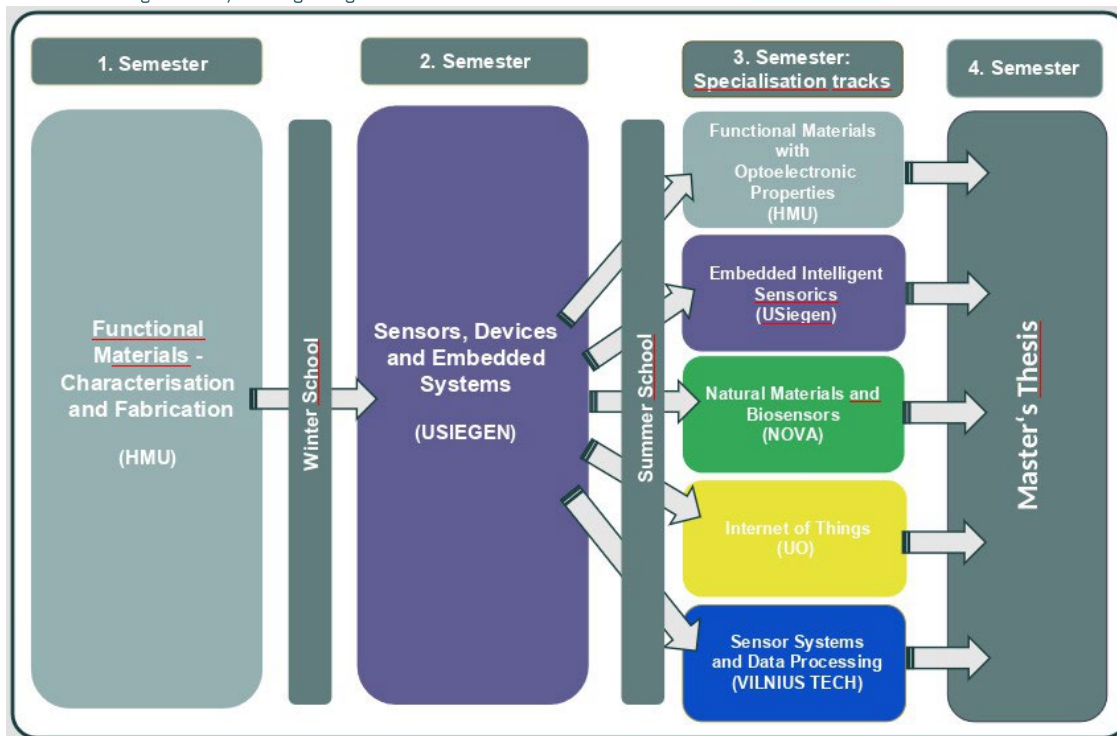 1. Semester
2. Semester
3. Semester:
Specialisation tracks
4. Semester
Functional
Materials -
Characterisation
and Fabrication
(HMU)
Winter School
Sensors, Devices
and Embedded
Systems
(USIEGEN)
Summer School
Functional Materials
with
Optoelectronic
Properties
(HMU)
Embedded Intelligent
Sensorics
(USiegen)
Natural Materials and
Biosensors
(NOVA)
Internet of Things
(UO)
Sensor Systems
and Data Processing
(VILNIUS TECH)
Master's Thesis